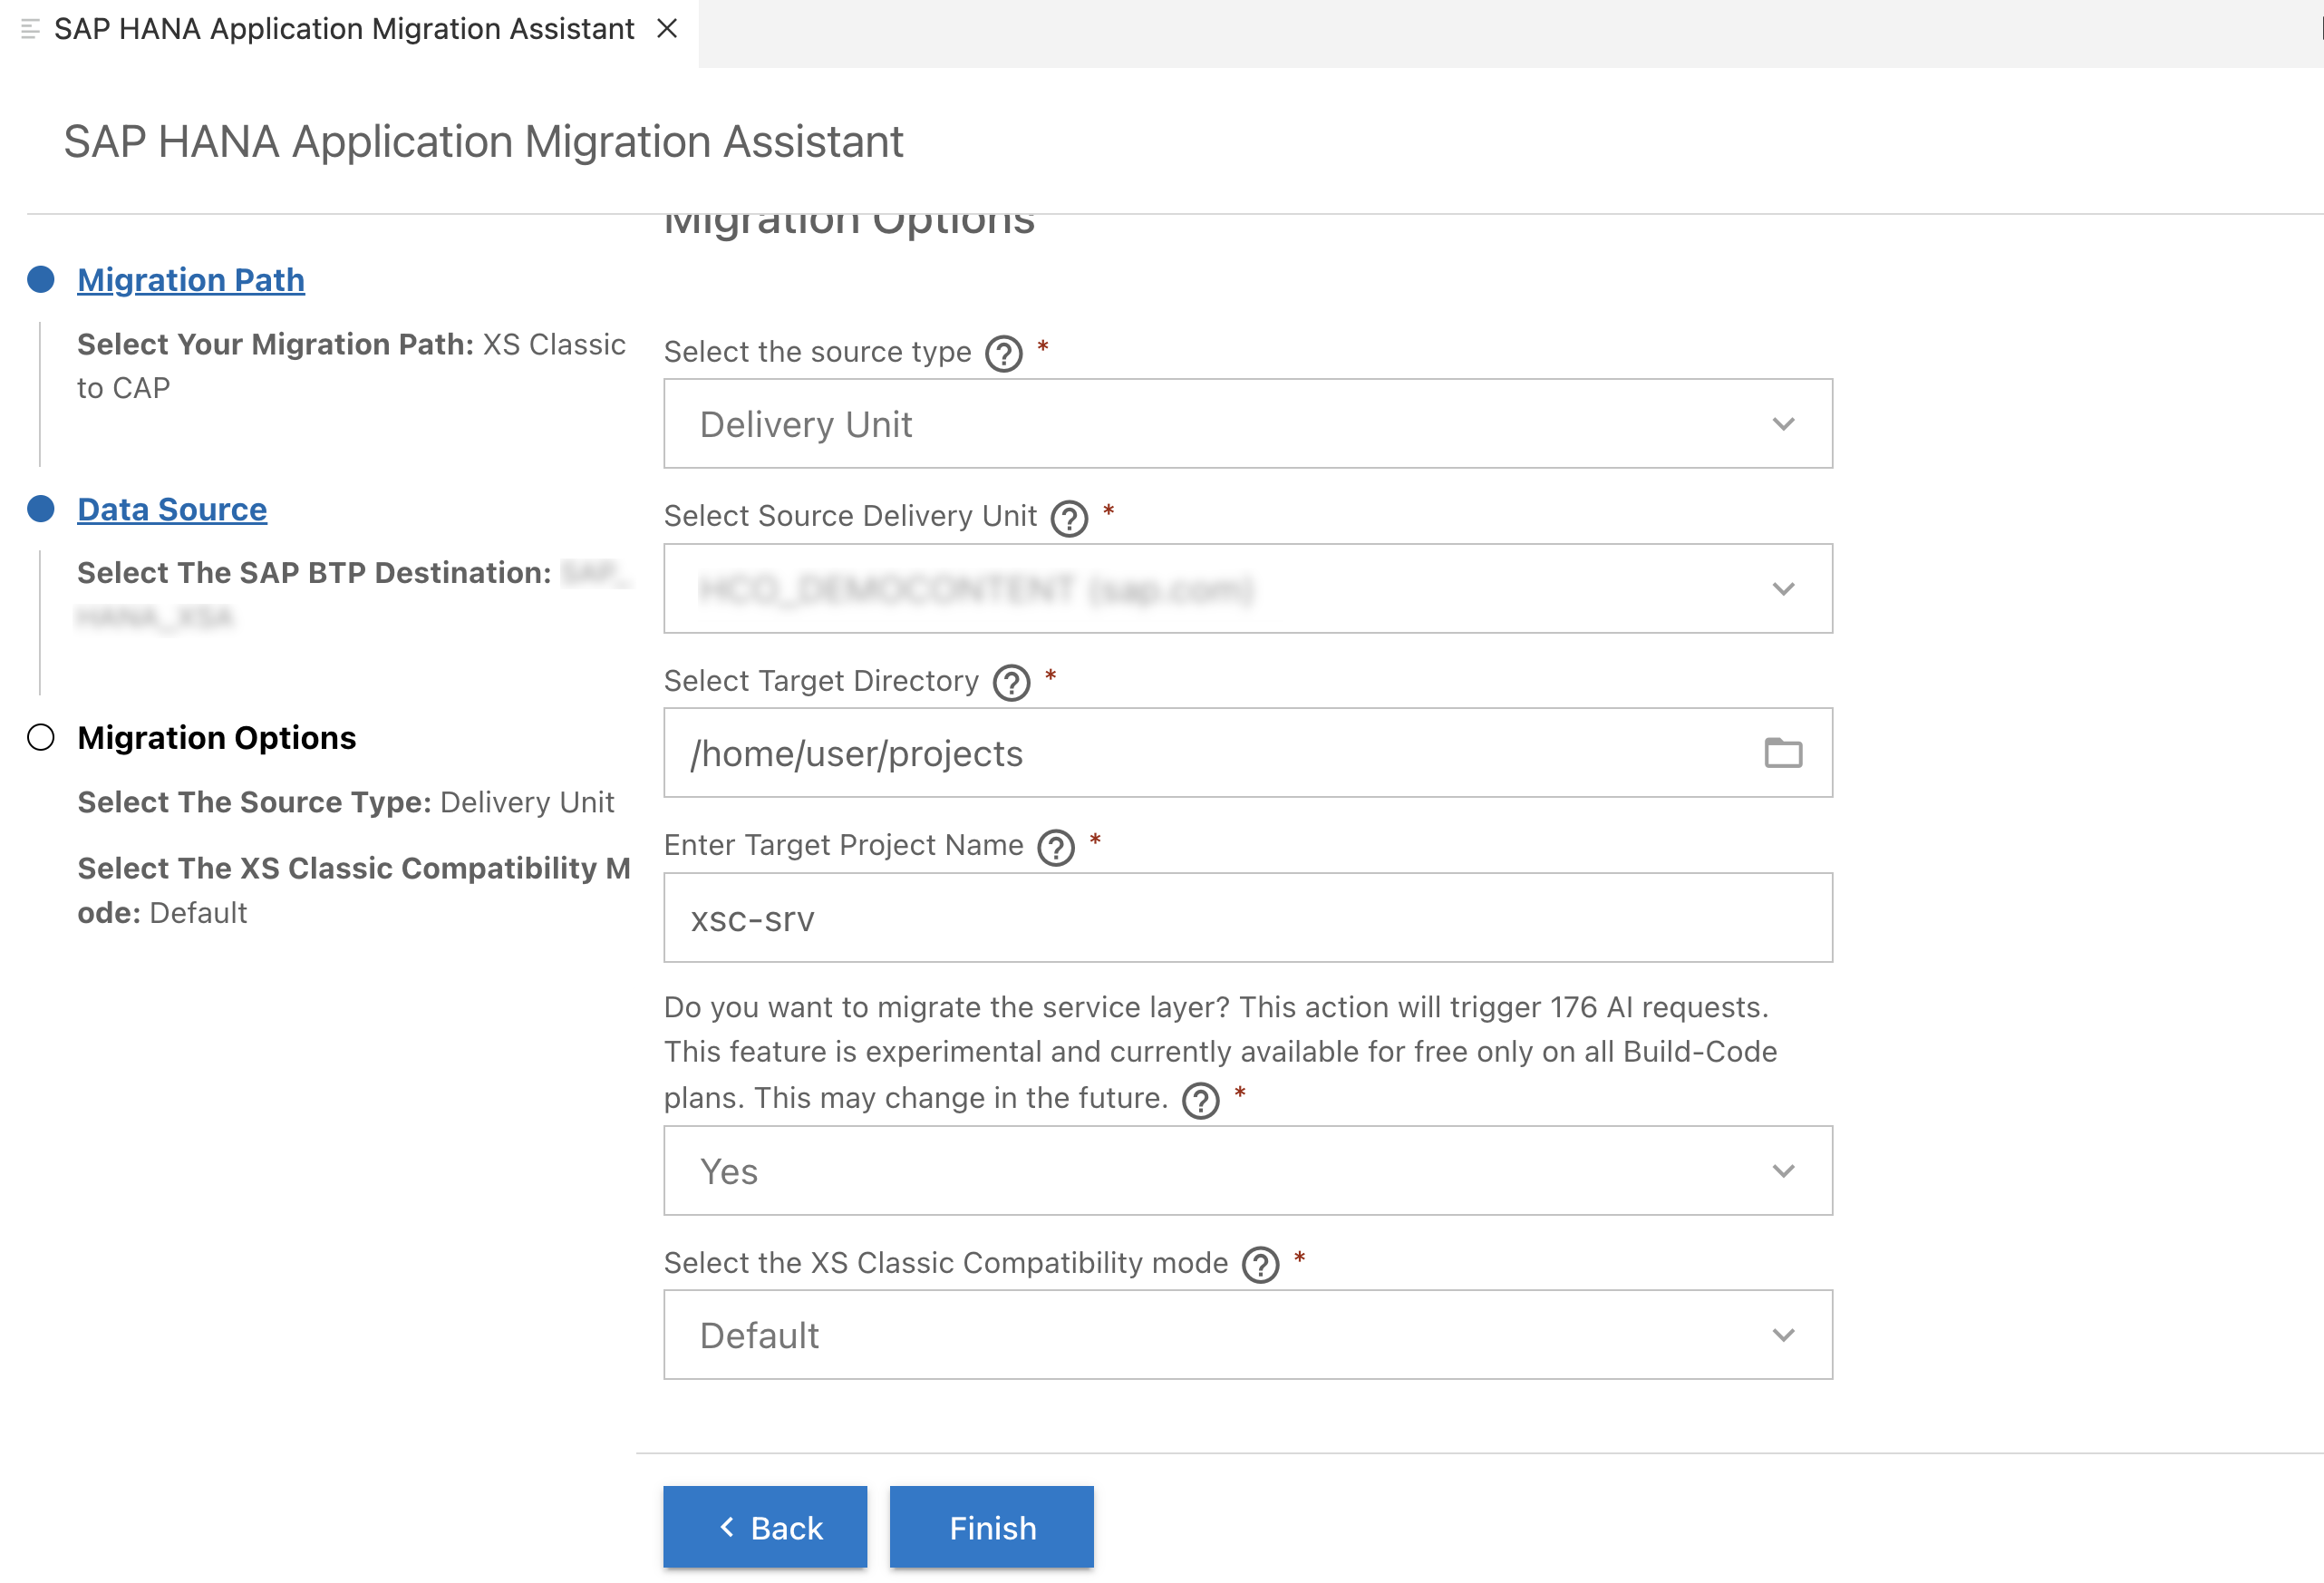 SAP HANA Application Migration Assistant
SAP HANA Application Migration Assistant
Migration Path
Select Your Migration Path: XS Classic
to CAP
Data Source
Select The SAP BTP Destination:
Migration Options
Select The Source Type: Delivery Unit
Select The XS Classic Compatibility M
ode: Default
Migration Options
Select the source type ? *
Delivery Unit
Select Source Delivery Unit ? *
Select Target Directory ? *
/home/user/projects
Enter Target Project Name ? *
xsc-srv
Do you want to migrate the service layer? This action will trigger 176 AI requests.
This feature is experimental and currently available for free only on all Build-Code
plans. This may change in the future. ? *
Yes
Select the XS Classic Compatibility mode ? *
Default
Back
Finish